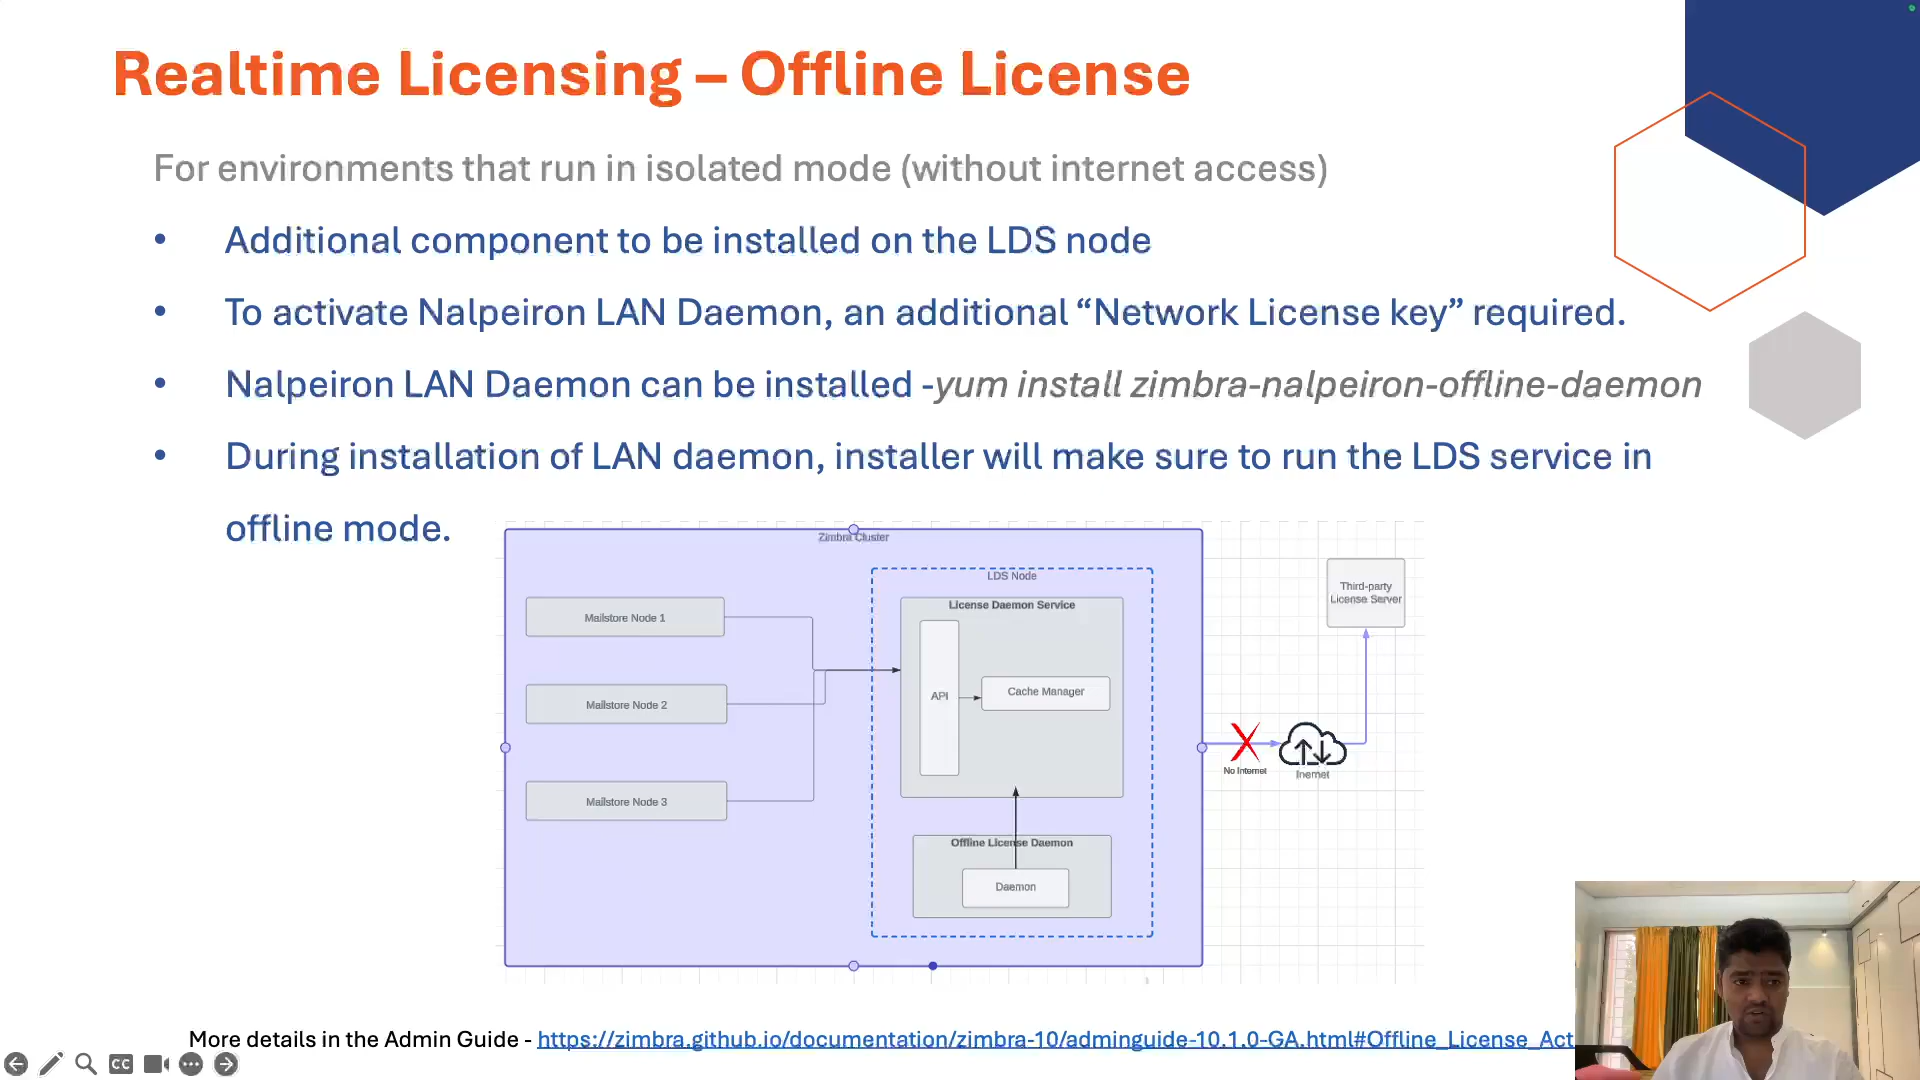 Realtime Licensing – Offline License
For environments that run in isolated mode (without internet access)
• Additional component to be installed on the LDS node
• To activate Nalpeiron LAN Daemon, an additional “Network License key” required.
• Nalpeiron LAN Daemon can be installed -yum install zimbra-nalpeiron-offline-daemon
• During installation of LAN daemon, installer will make sure to run the LDS service in
offline mode.
Zimbra Cluster
LDS Node
License Daemon Service
Mailstore Node 1
Mailstore Node 2
Mailstore Node 3
API
Cache Manager
Offline License Daemon
Daemon
Third-party
License Server
No Internet
Inernet
More details in the Admin Guide - https://zimbra.github.io/documentation/zimbra-10/adminguide-10.1.0-GA.html#Offline_License_Act
CC